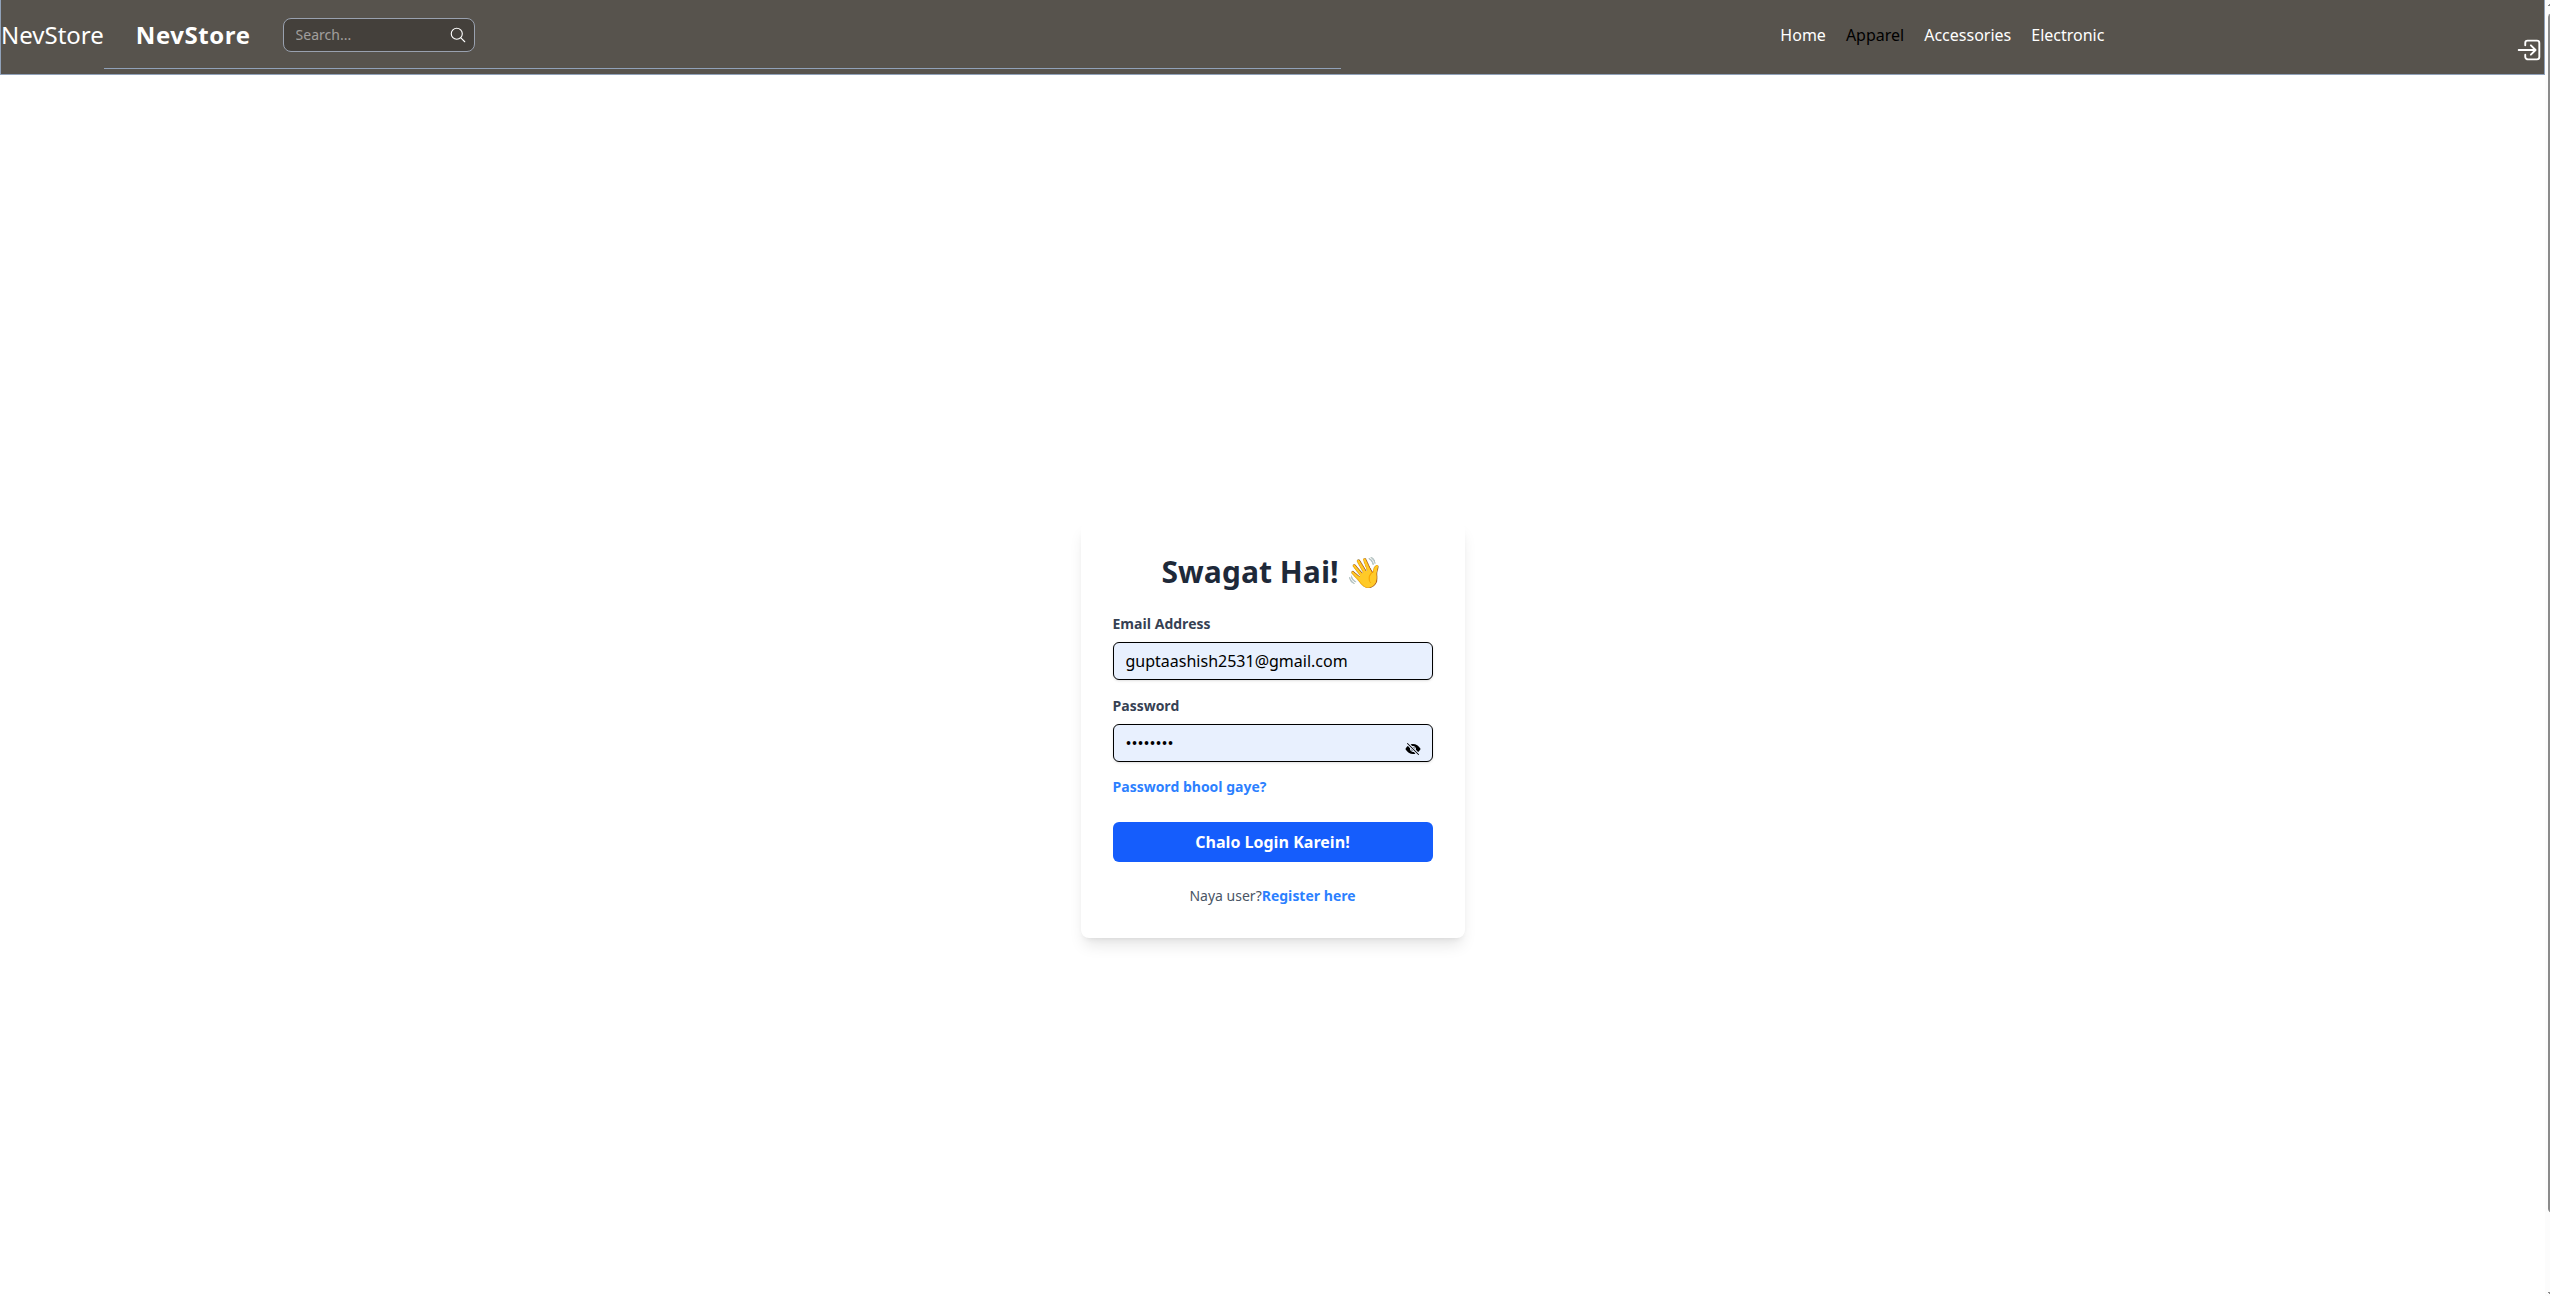 NevStore NevStore Search... Home Apparel Accessories Electronic
Swagat Hai! 👋
Email Address
guptaashish2531@gmail.com
Password
••••••••
Password bhool gaye?
Chalo Login Karein!
Naya user?Register here